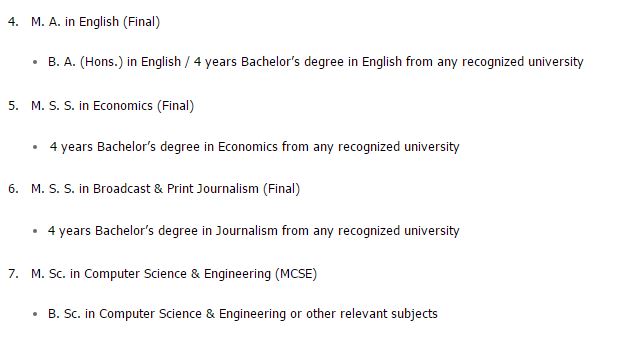 4. M. A. in English (Final)
• B. A. (Hons.) in English / 4 years Bachelor’s degree in English from any recognized university
5. M. S. S. in Economics (Final)
• 4 years Bachelor’s degree in Economics from any recognized university
6. M. S. S. in Broadcast & Print Journalism (Final)
• 4 years Bachelor’s degree in Journalism from any recognized university
7. M. Sc. in Computer Science & Engineering (MCSE)
• B. Sc. in Computer Science & Engineering or other relevant subjects